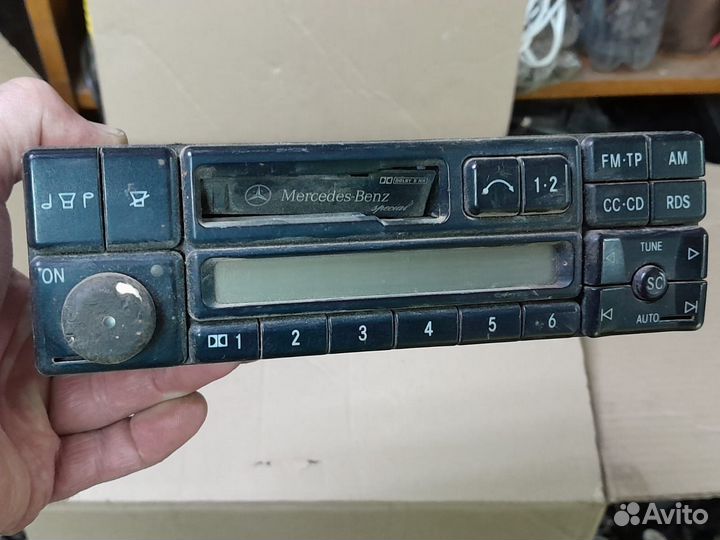 FM·TP AM
DOLBY B NR
Mercedes-Benz
special
1·2
CC·CD RDS
ON
TUNE
SC
1 2 3 4 5 6
AUTO
Avito